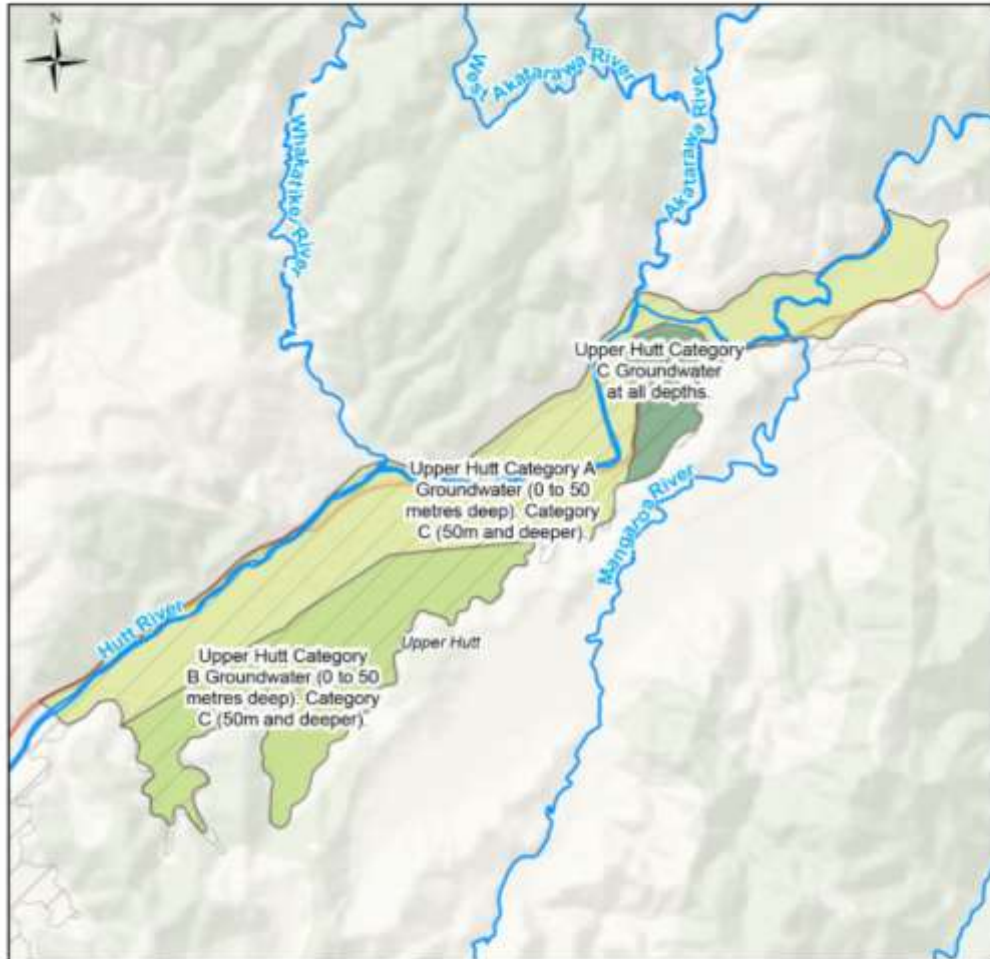 N
West Akatarawa River
Akatarawa River
Whakatikei River
Upper Hutt Category
C Groundwater
at all depths.
Upper Hutt Category A
Groundwater (0 to 50
metres deep). Category
C (50m and deeper).
Mangaroa River
Hutt River
Upper Hutt
Upper Hutt Category
B Groundwater (0 to 50
metres deep). Category
C (50m and deeper).